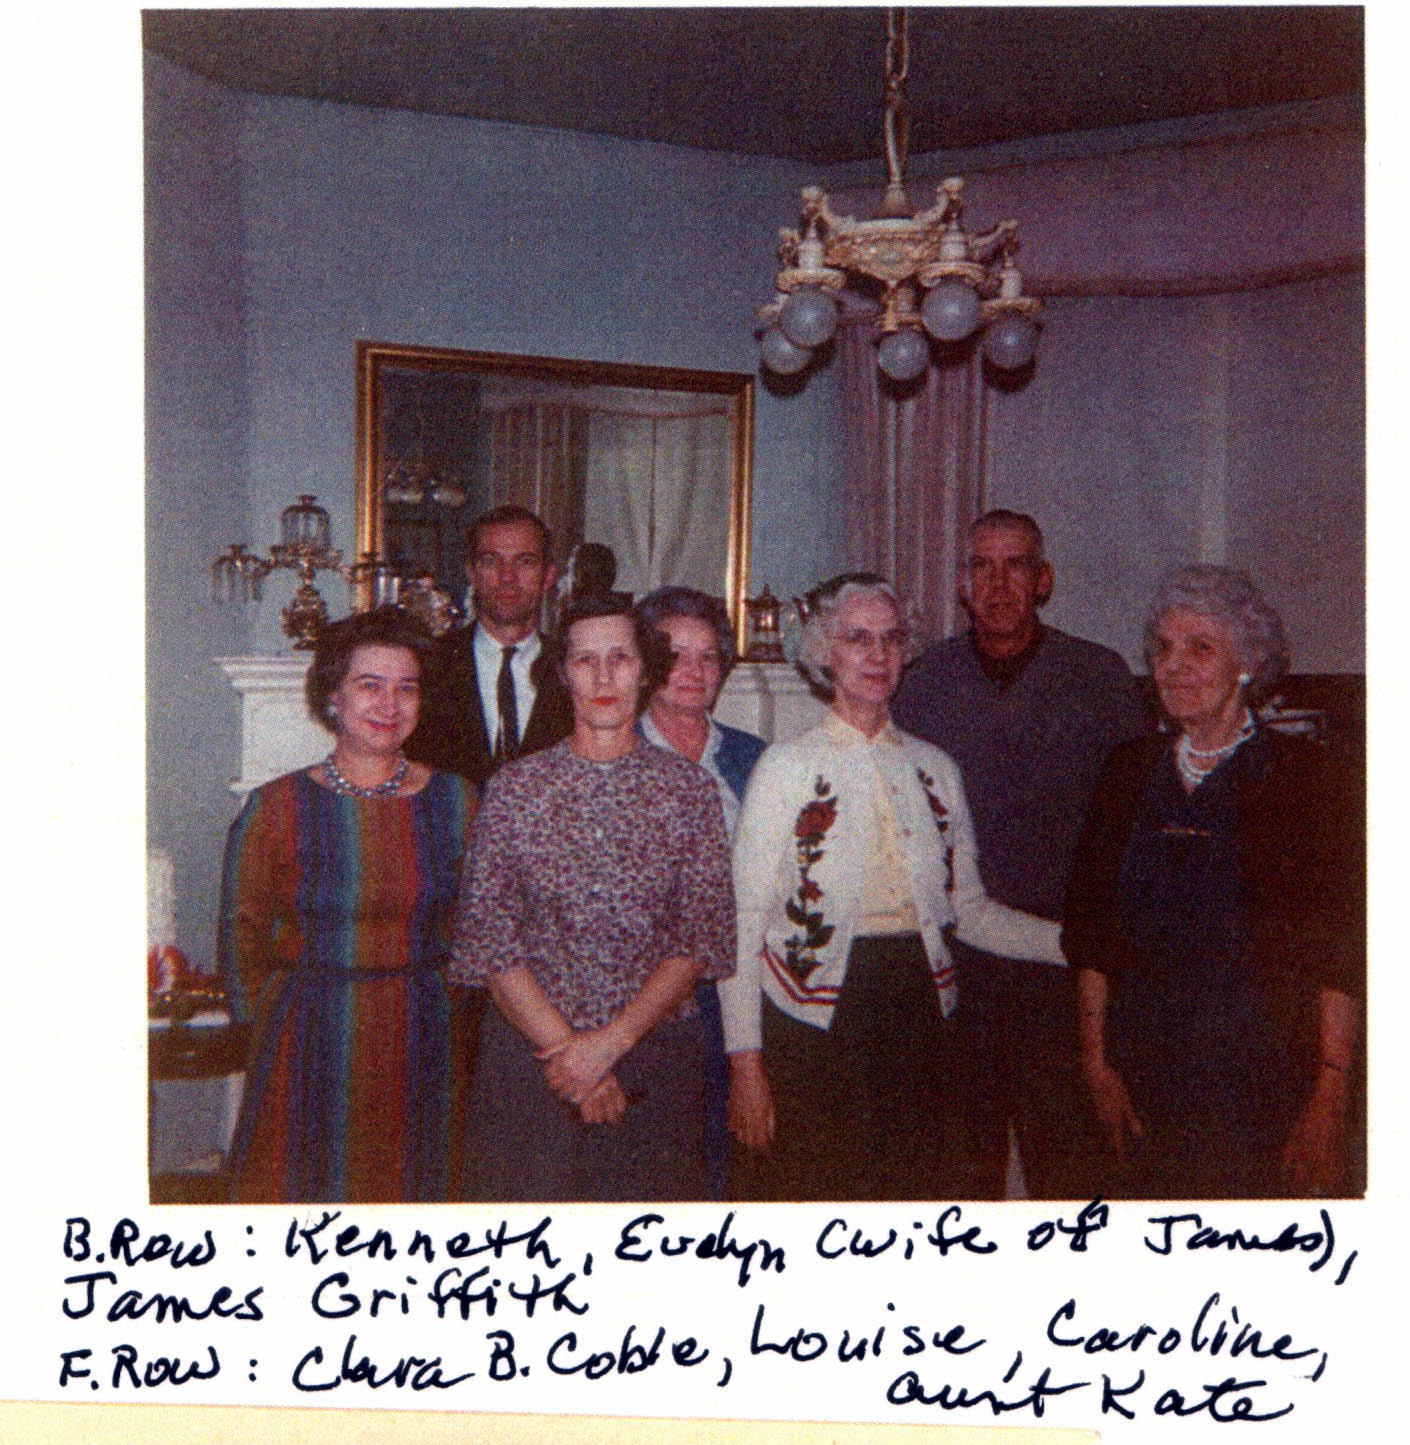 B. Row : Kenneth, Evelyn (wife of James),
James Griffith
F. Row : Clara B. Coble, Louise, Caroline,
aunt Kate